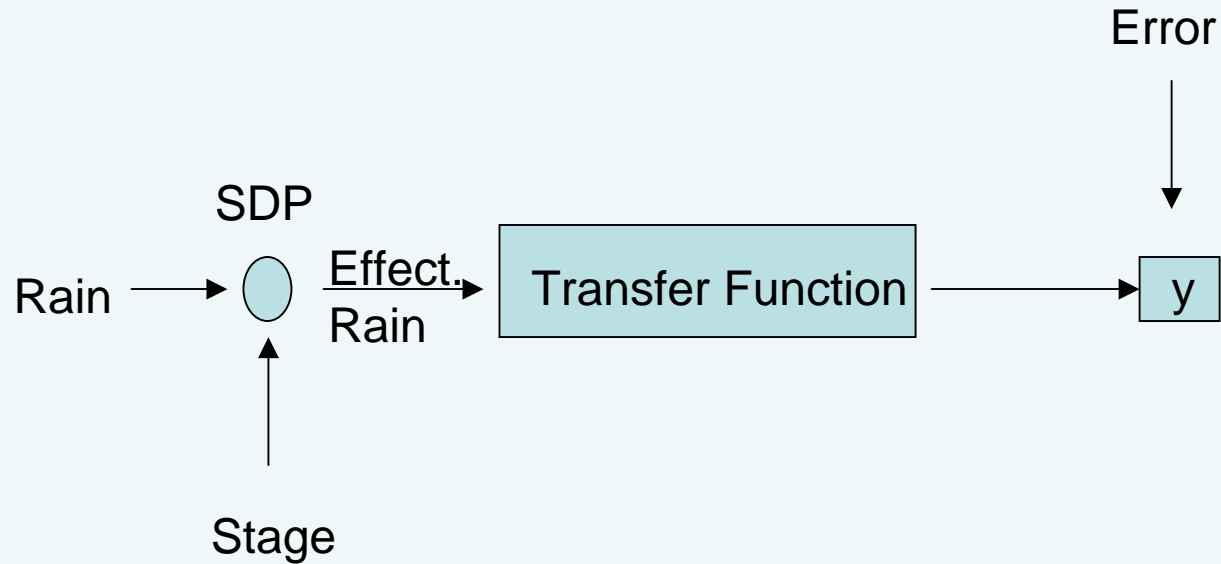 Error
SDP
Rain
Effect.
Rain
Transfer Function
y
Stage